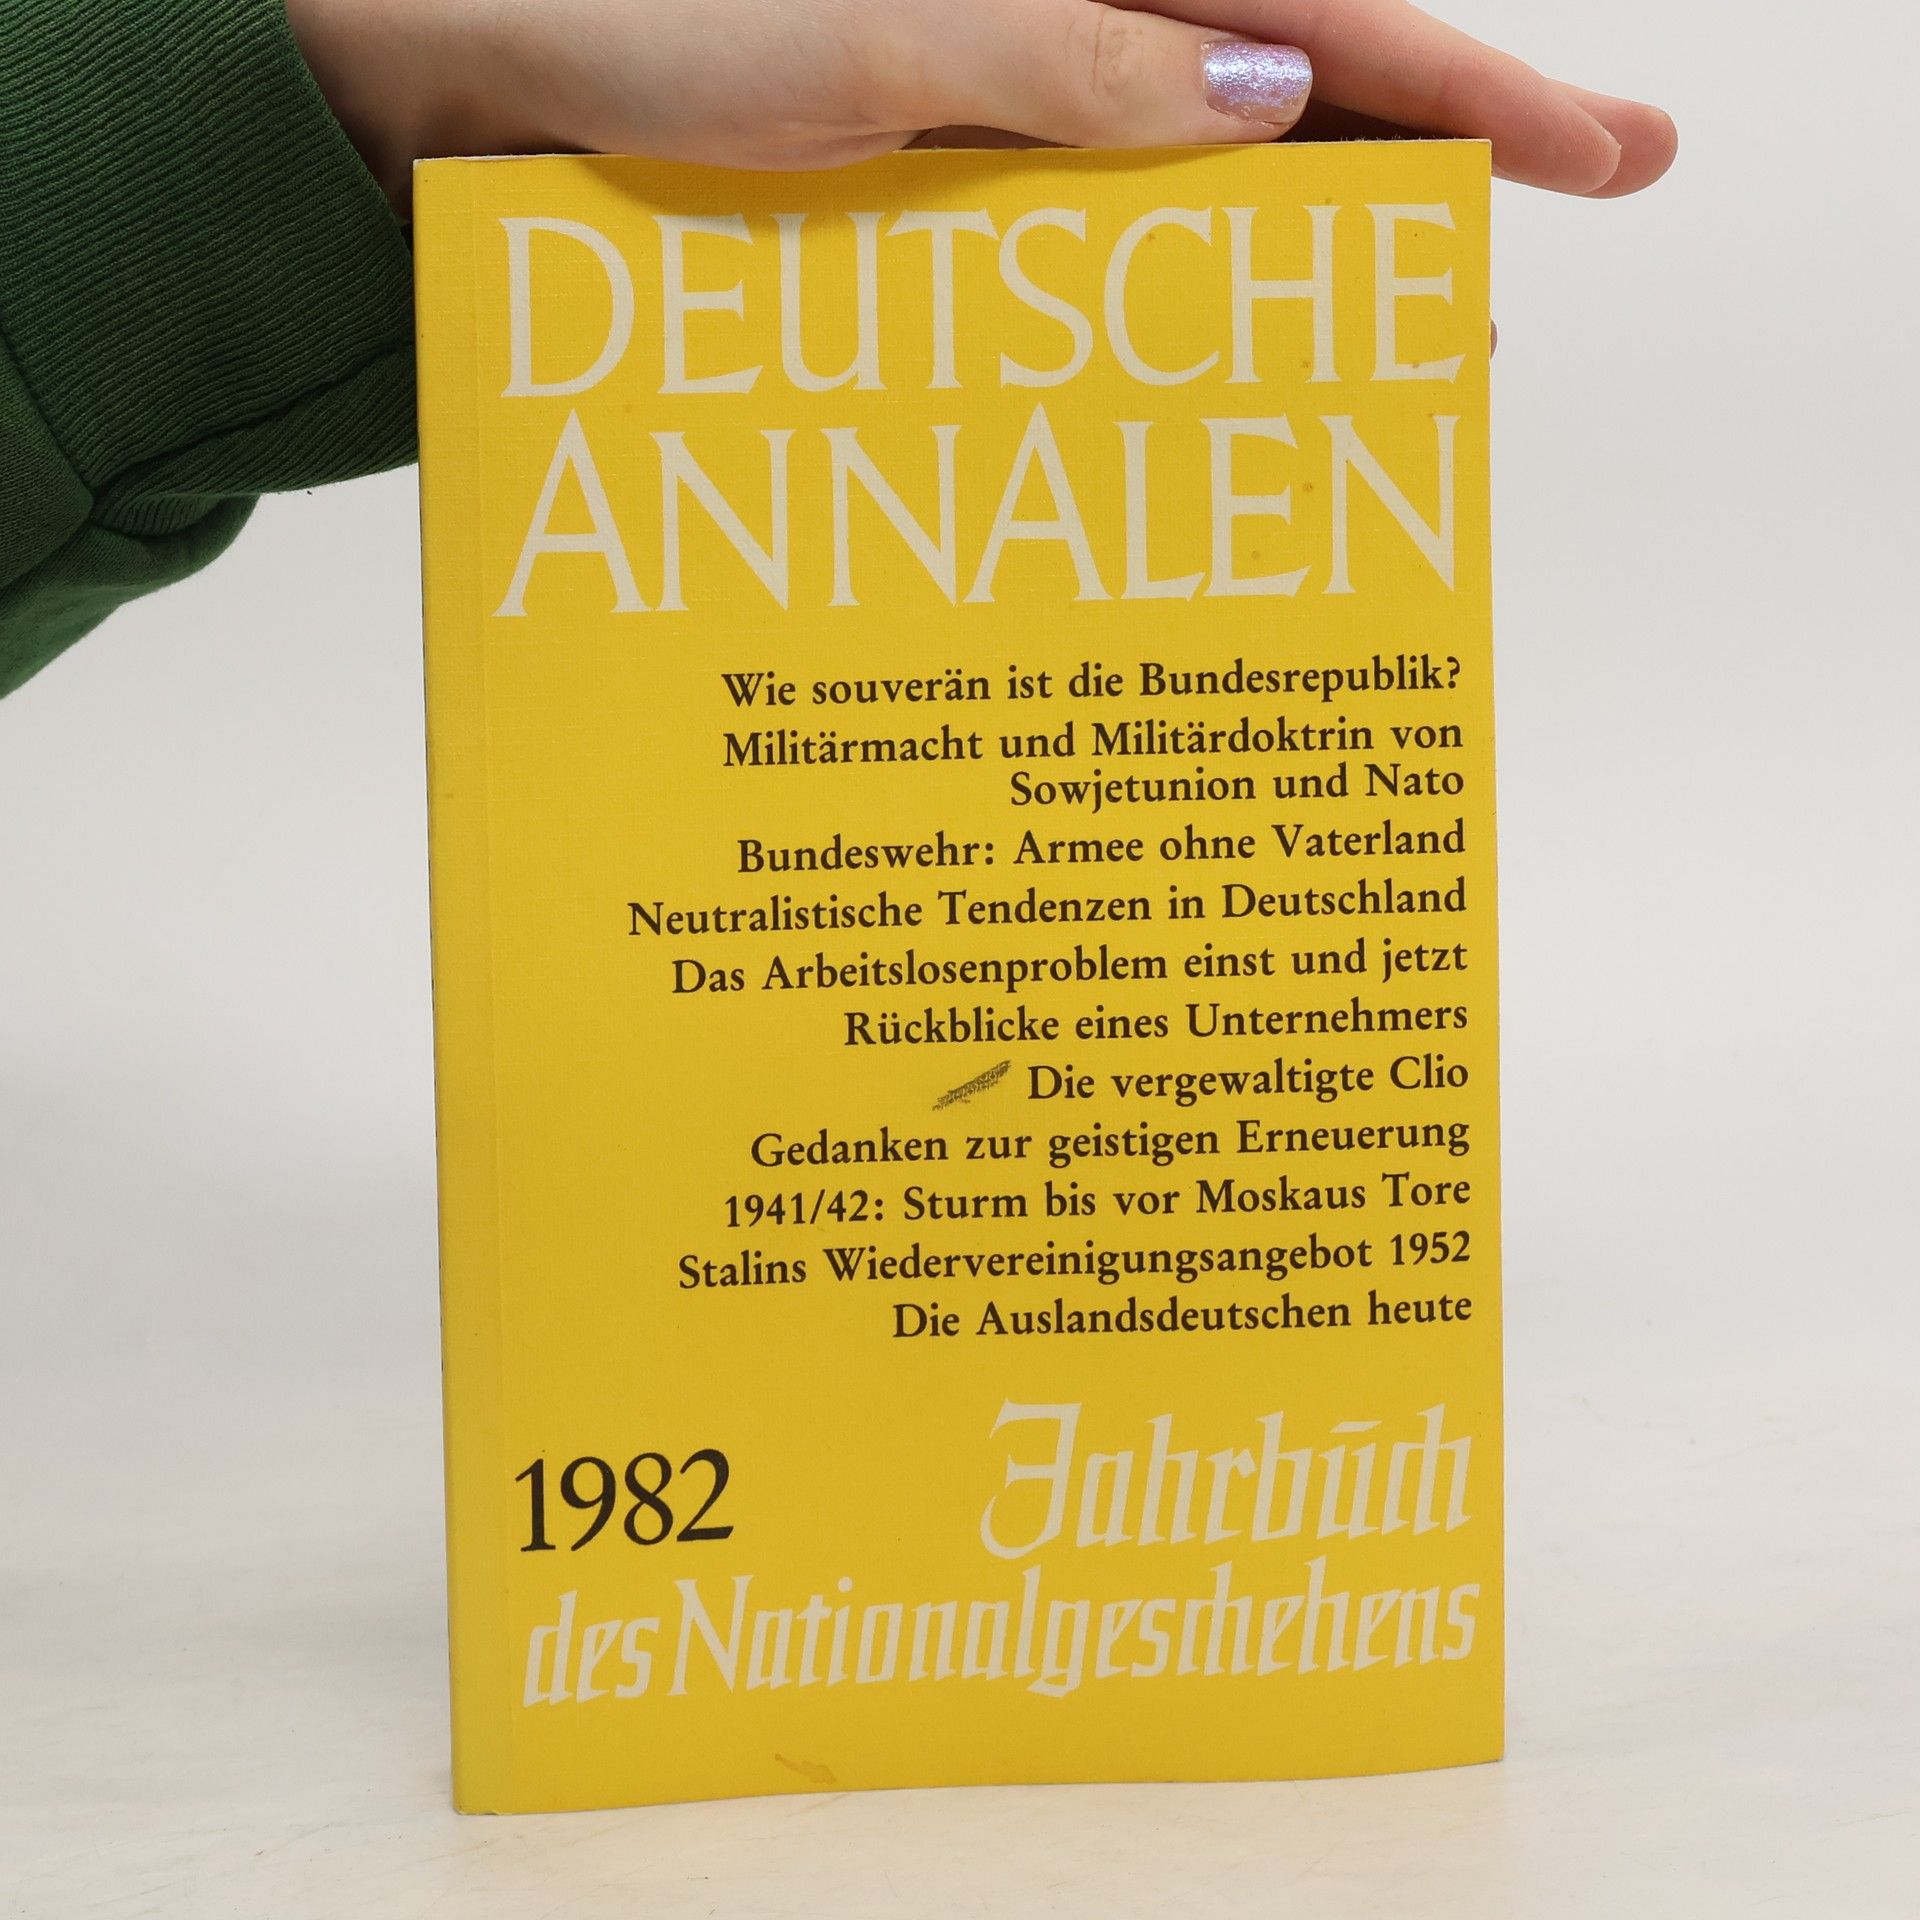 DEUTSCHE
ANNALEN
Wie souverän ist die Bundesrepublik?
Militärmacht und Militärdoktrin von
Sowjetunion und Nato
Bundeswehr: Armee ohne Vaterland
Neutralistische Tendenzen in Deutschland
Das Arbeitslosenproblem einst und jetzt
Rückblicke eines Unternehmers
Die vergewaltigte Clio
Gedanken zur geistigen Erneuerung
1941/42: Sturm bis vor Moskaus Tore
Stalins Wiedervereinigungsangebot 1952
Die Auslandsdeutschen heute
1982 Jahrbuch
des Nationalgeschehens